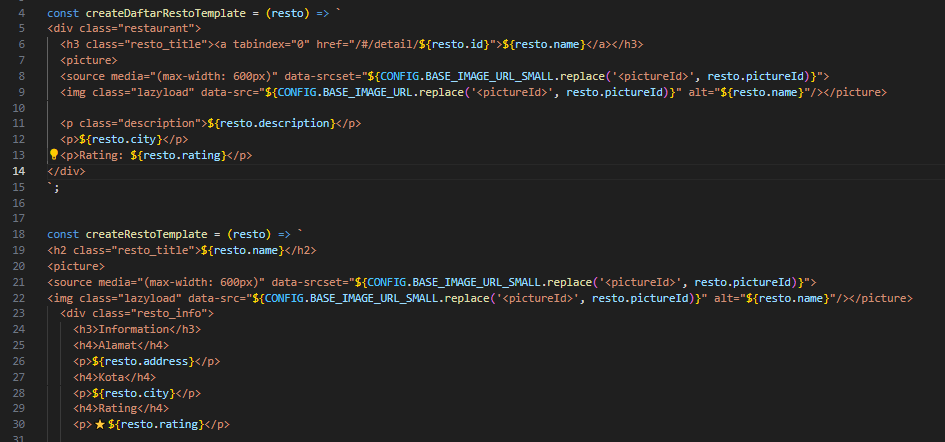 4 const createDaftarRestoTemplate = (resto) => `
5 <div class="restaurant">
6 <h3 class="resto_title"><a tabindex="0" href="/#/detail/${resto.id}">${resto.name}</a></h3>
7 <picture>
8 <source media="(max-width: 600px)" data-srcset="${CONFIG.BASE_IMAGE_URL_SMALL.replace('<pictureId>', resto.pictureId)}">
9 <img class="lazyload" data-src="${CONFIG.BASE_IMAGE_URL.replace('<pictureId>', resto.pictureId)}" alt="${resto.name}"/></picture>
10
11 <p class="description">${resto.description}</p>
12 <p>${resto.city}</p>
13 <p>Rating: ${resto.rating}</p>
14 </div>
15 `;
16
17
18 const createRestoTemplate = (resto) => `
19 <h2 class="resto_title">${resto.name}</h2>
20 <picture>
21 <source media="(max-width: 600px)" data-srcset="${CONFIG.BASE_IMAGE_URL_SMALL.replace('<pictureId>', resto.pictureId)}">
22 <img class="lazyload" data-src="${CONFIG.BASE_IMAGE_URL_SMALL.replace('<pictureId>', resto.pictureId)}" alt="${resto.name}"/></picture>
23 <div class="resto_info">
24 <h3>Information</h3>
25 <h4>Alamat</h4>
26 <p>${resto.address}</p>
27 <h4>Kota</h4>
28 <p>${resto.city}</p>
29 <h4>Rating</h4>
30 <p>⭐${resto.rating}</p>
31